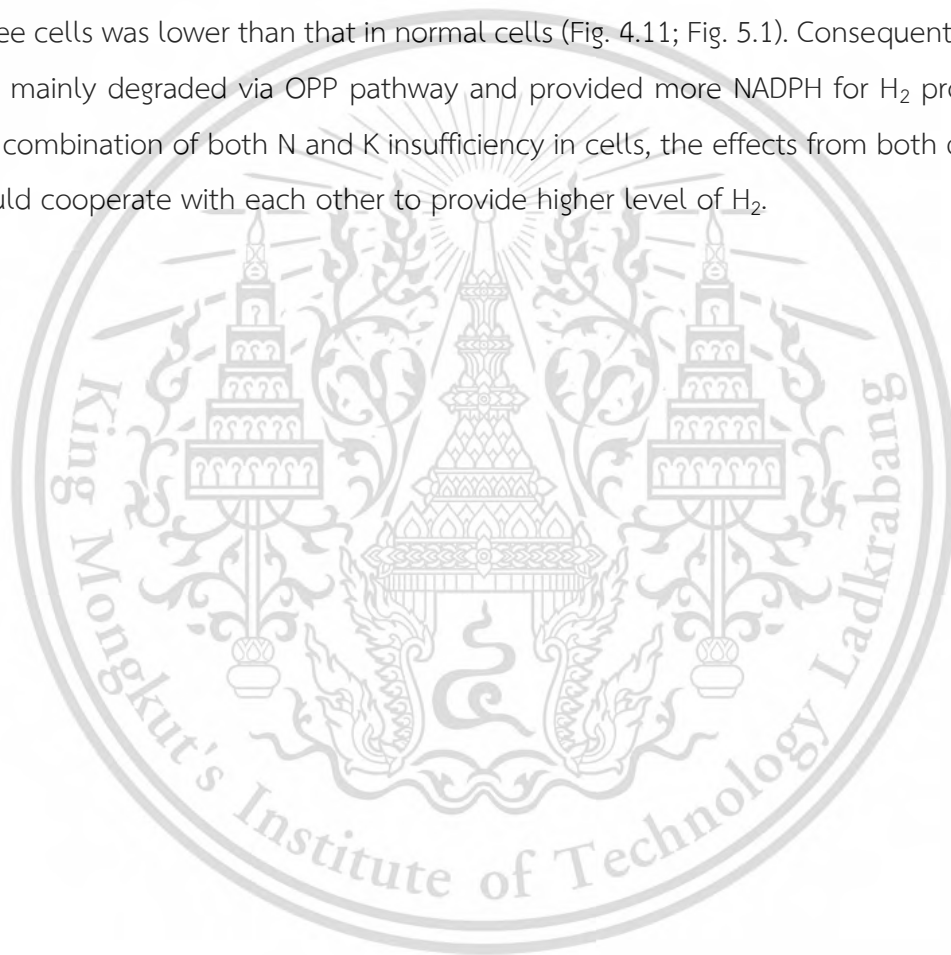 ee cells was lower than that in normal cells (Fig. 4.11; Fig. 5.1). Consequent
mainly degraded via OPP pathway and provided more NADPH for H₂ pro
combination of both N and K insufficiency in cells, the effects from both c
uld cooperate with each other to provide higher level of H₂.
King Mongkut's Institute of Technology Ladkrabang